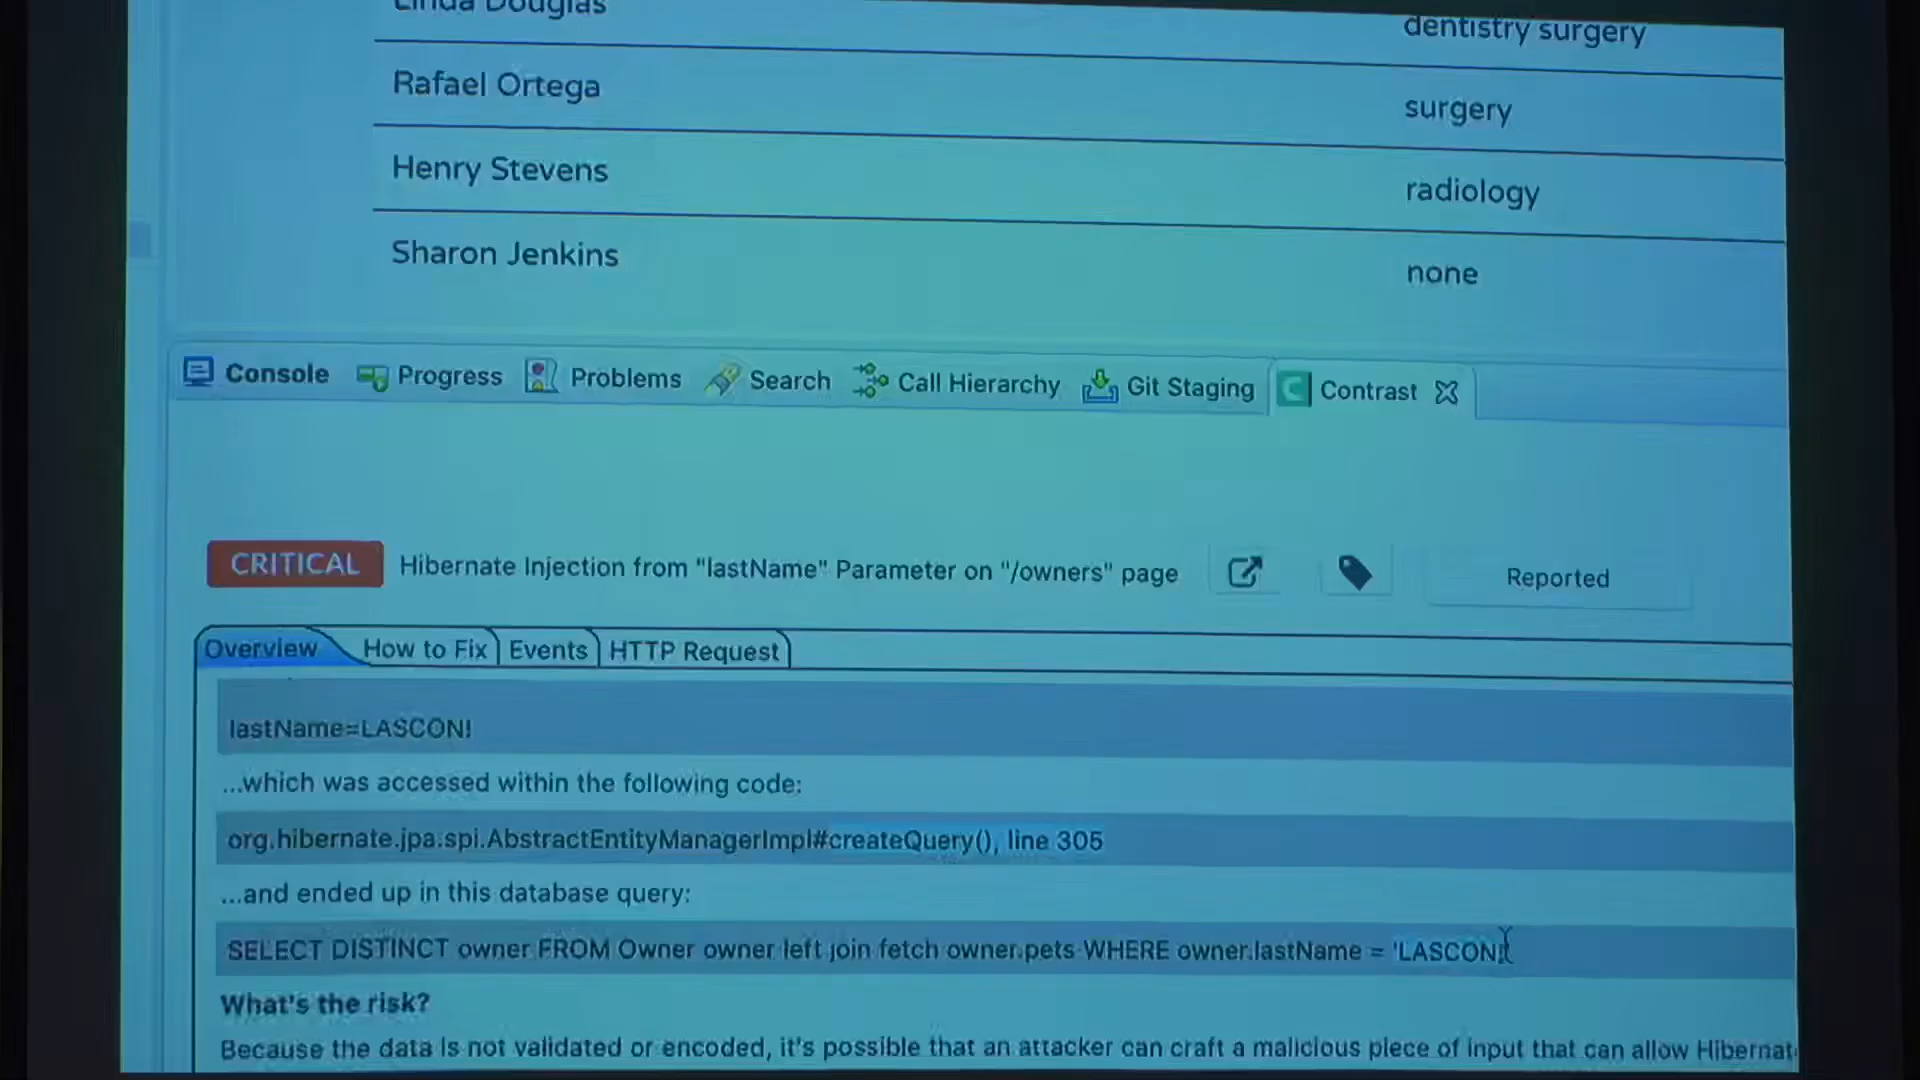 Linda Douglas
dentistry surgery
Rafael Ortega
surgery
Henry Stevens
radiology
Sharon Jenkins
none
Console Progress Problems Search Call Hierarchy Git Staging Contrast
CRITICAL Hibernate Injection from "lastName" Parameter on "/owners" page Reported
Overview How to Fix Events HTTP Request
lastName=LASCON!
...which was accessed within the following code:
org.hibernate.jpa.spi.AbstractEntityManagerImpl#createQuery(), line 305
...and ended up in this database query:
SELECT DISTINCT owner FROM Owner owner left join fetch owner.pets WHERE owner.lastName = 'LASCON!'
What's the risk?
Because the data is not validated or encoded, it's possible that an attacker can craft a malicious piece of input that can allow Hibernat